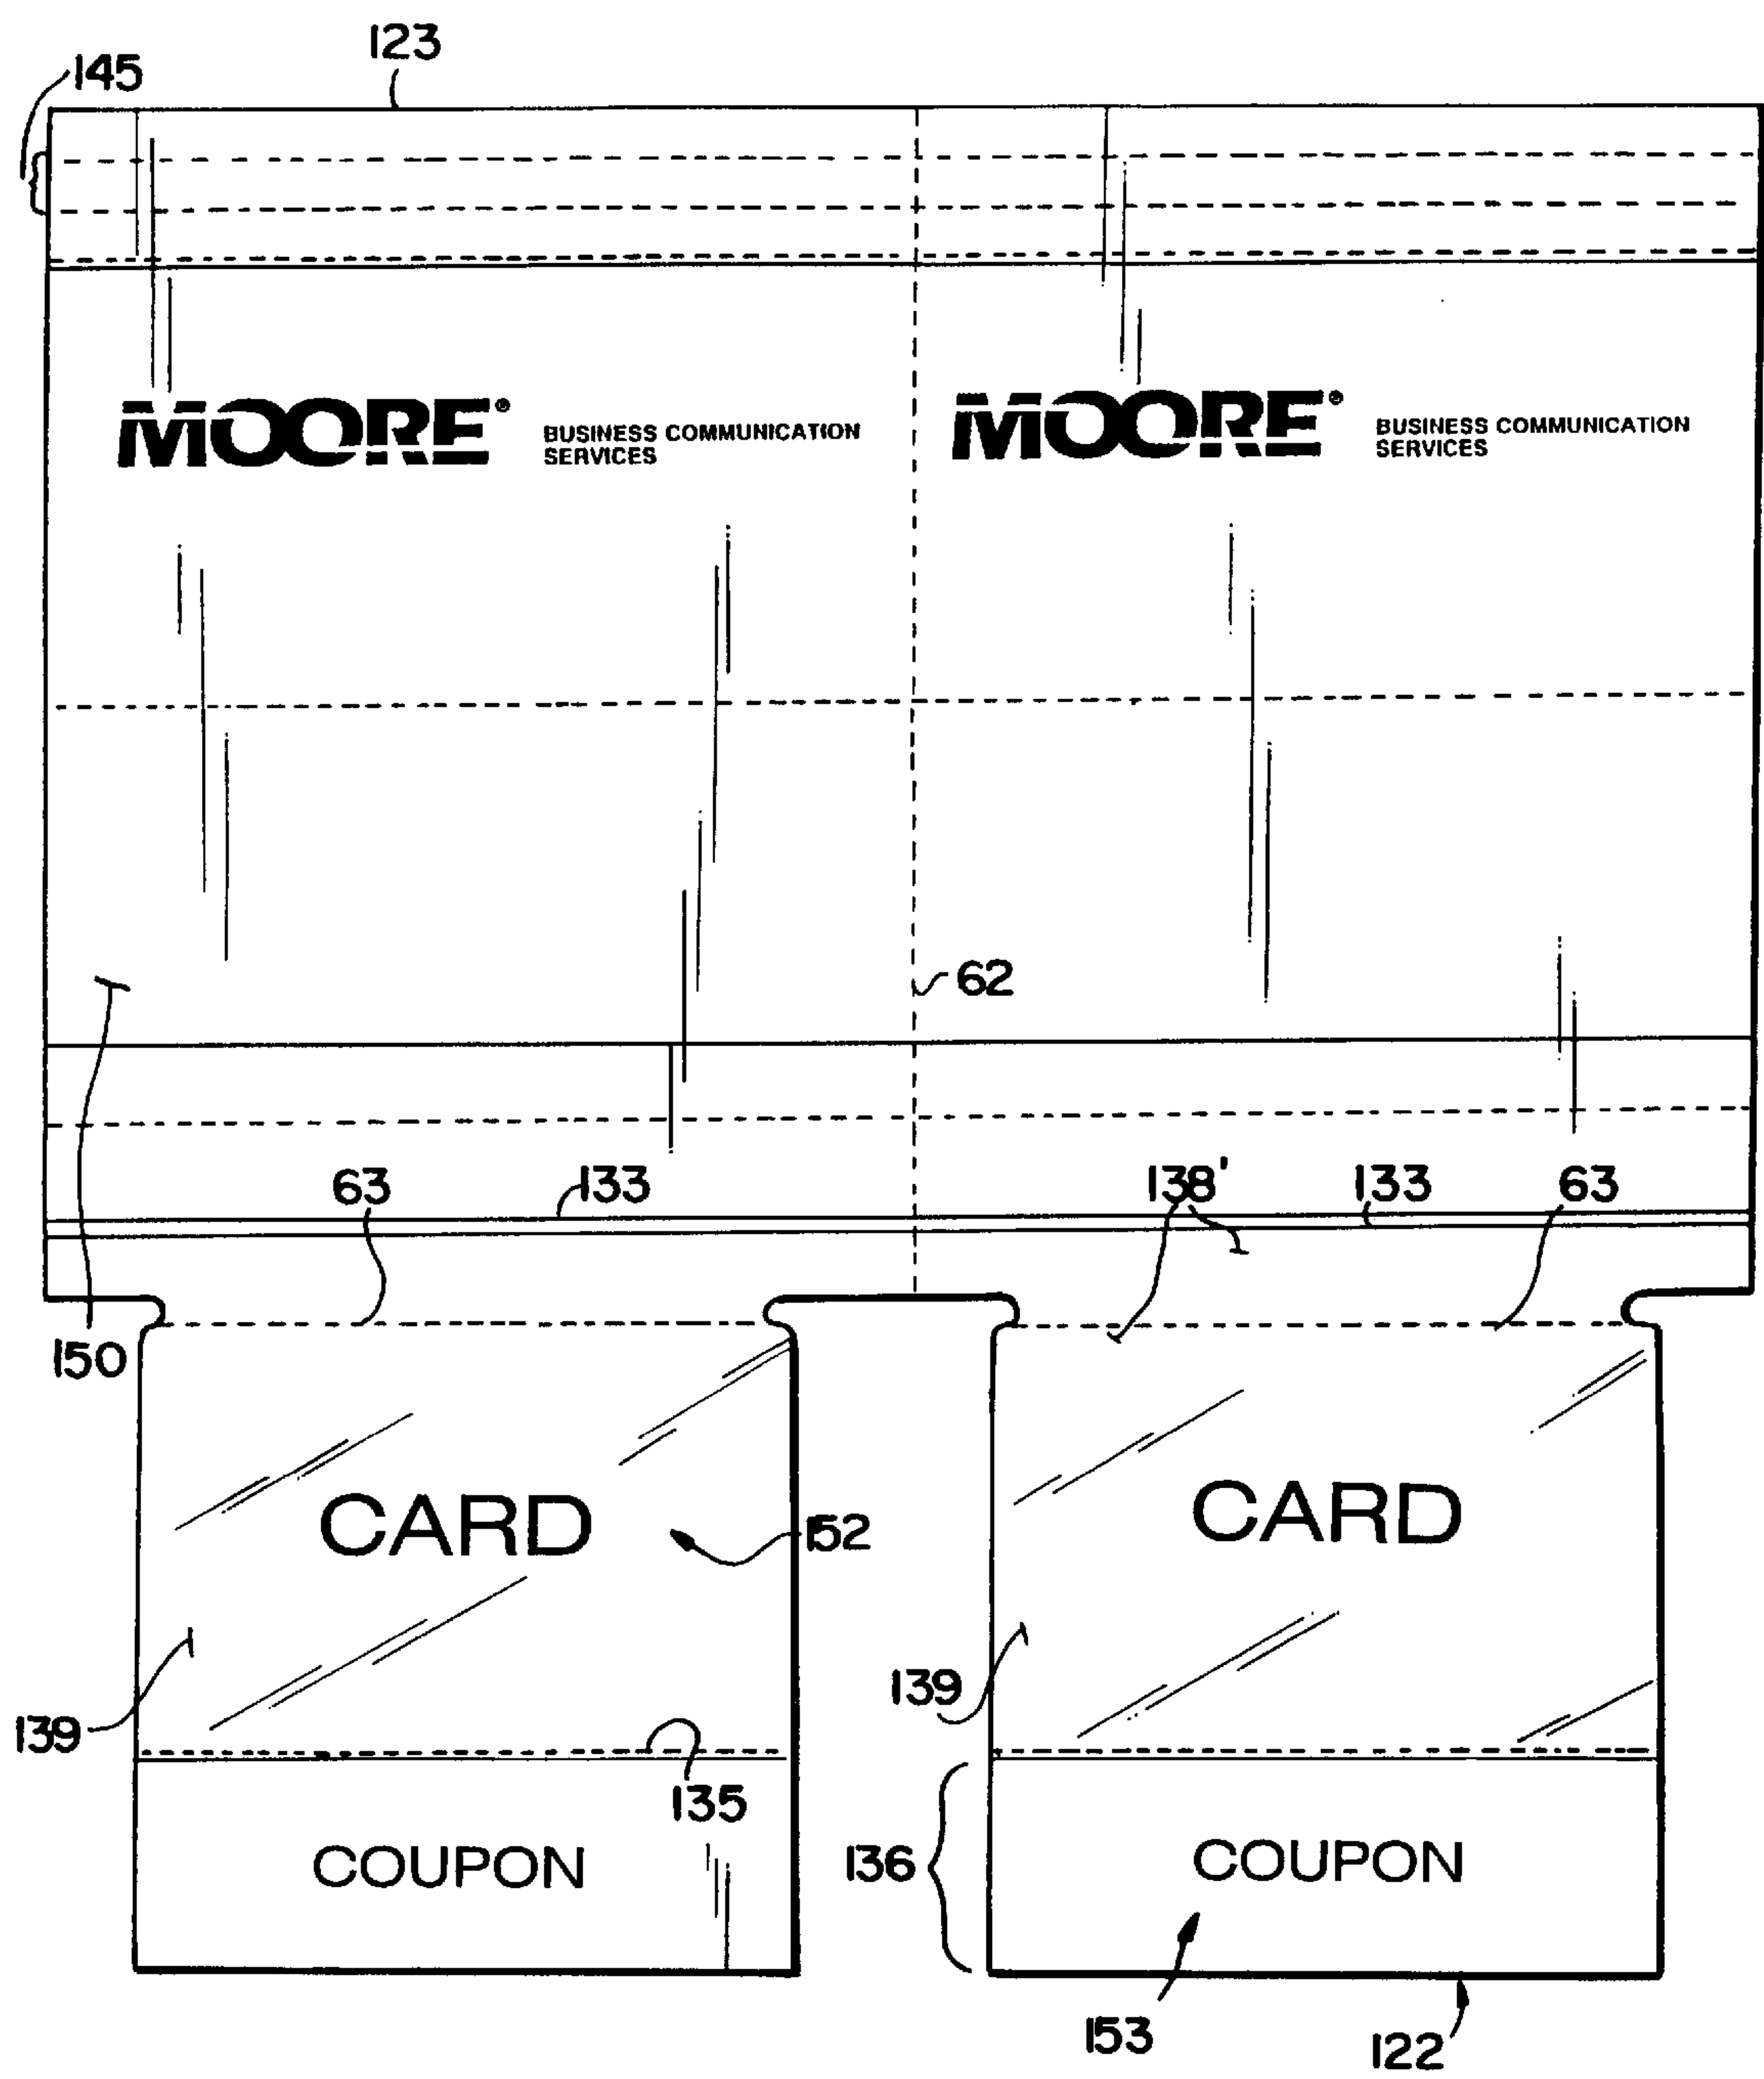 123
145
MOORE® BUSINESS COMMUNICATION
SERVICES
MOORE® BUSINESS COMMUNICATION
SERVICES
62
63
133
138'
133
63
150
CARD
152
CARD
139
139
135
COUPON
136
COUPON
153
122